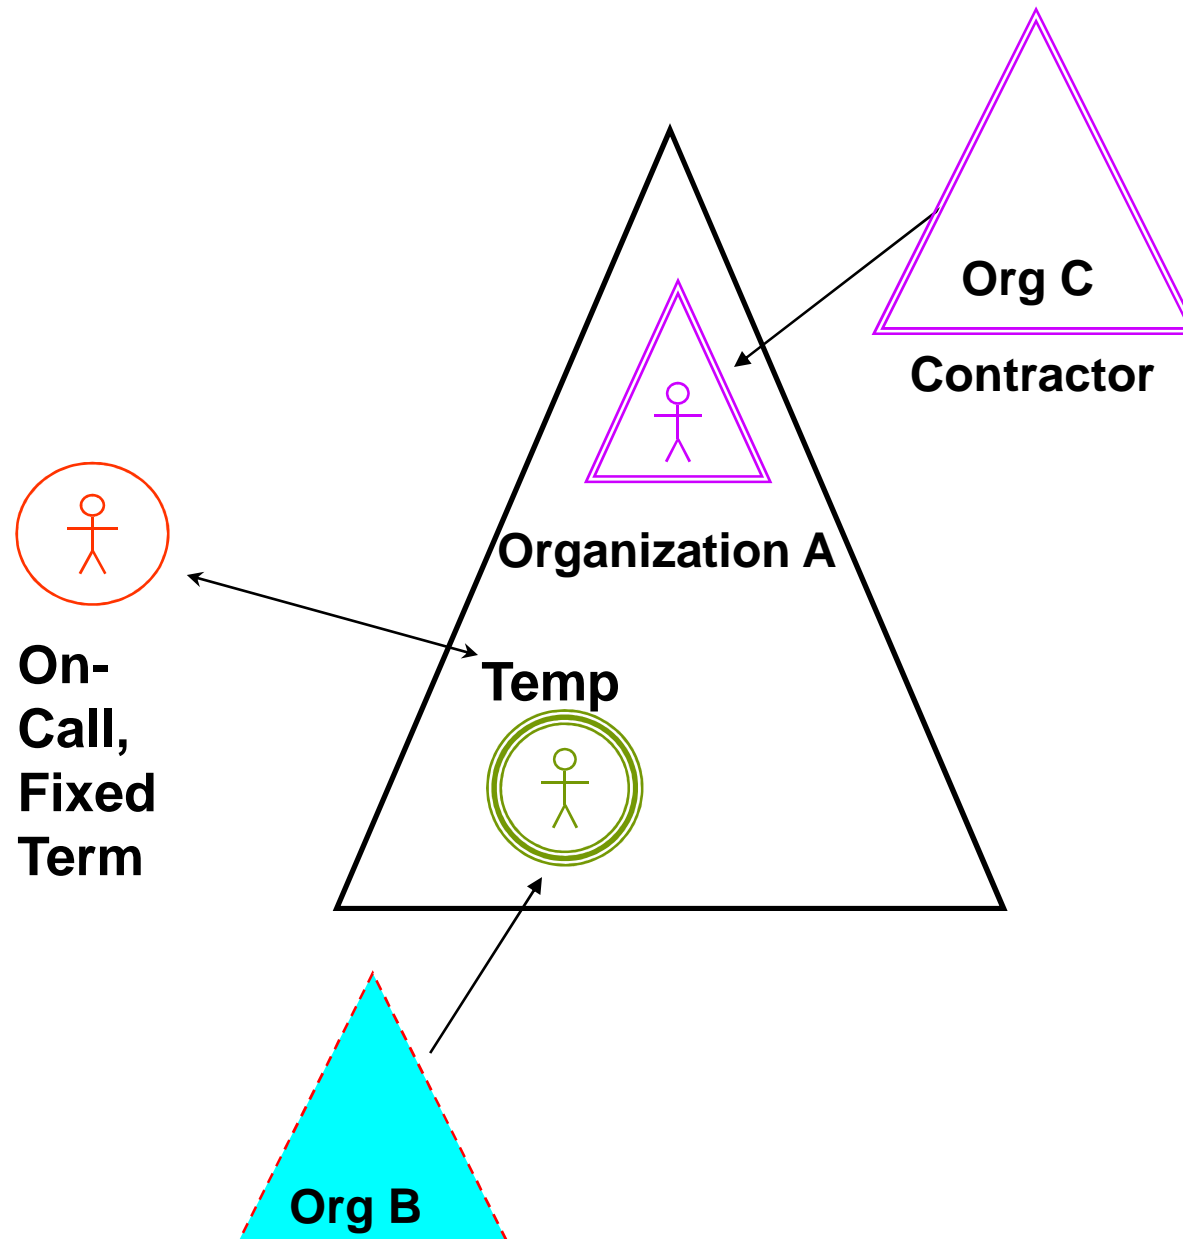 Org C
Contractor
Organization A
On-
Call,
Fixed
Term
Temp
Org B